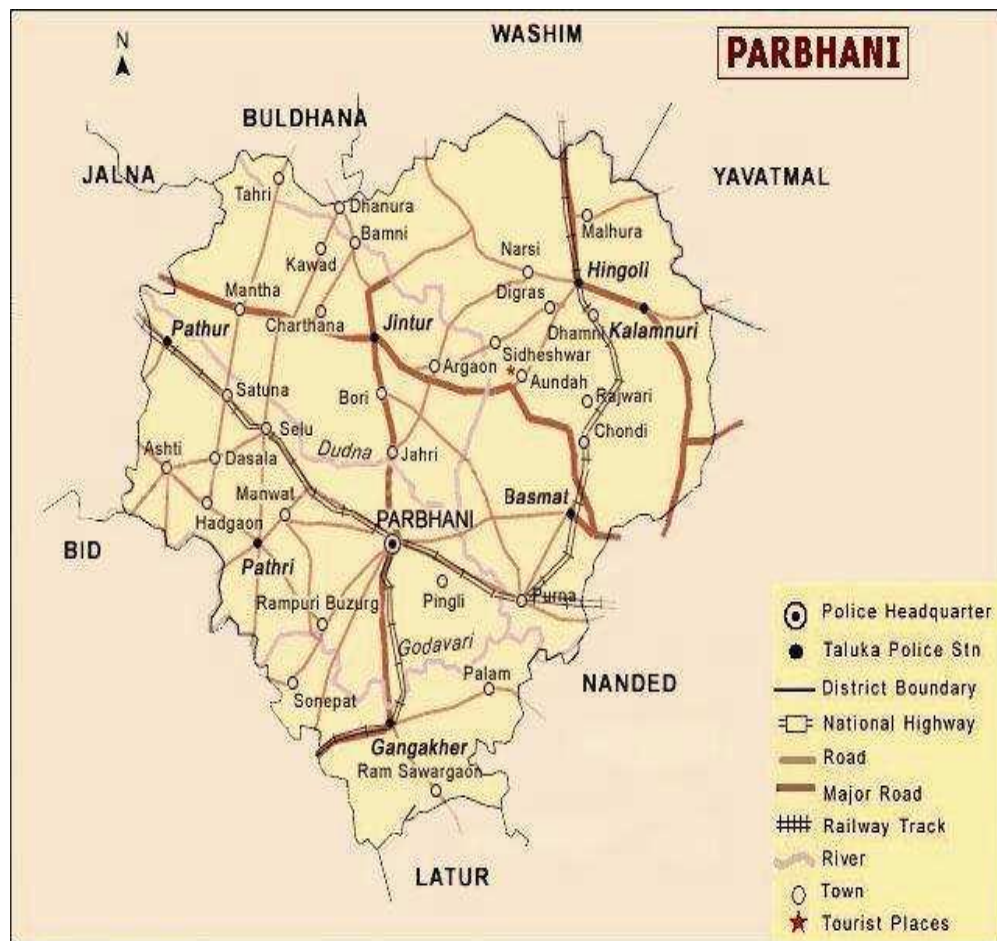 WASHIM
PARBHANI
N
BULDHANA
JALNA
YAVATMAL
Tahri
Dhanura
Malhura
Bamni
Kawad
Narsi
Hingoli
Mantha
Digras
Charthana
Jintur
Dhamni
Kalamnuri
Pathur
Sidheshwar
Argaon
Aundah
Satuna
Bori
Rajwari
Selu
Chondi
Ashti
Dudna
Jahri
Dasala
Manwat
Basmat
Hadgaon
PARBHANI
BID
Pathri
Rampuri Buzurg
Pingli
Purna
Godavari
Palam
NANDED
Sonepat
Gangakher
Ram Sawargaon
LATUR
Police Headquarter
Taluka Police Stn
District Boundary
National Highway
Road
Major Road
Railway Track
River
Town
Tourist Places